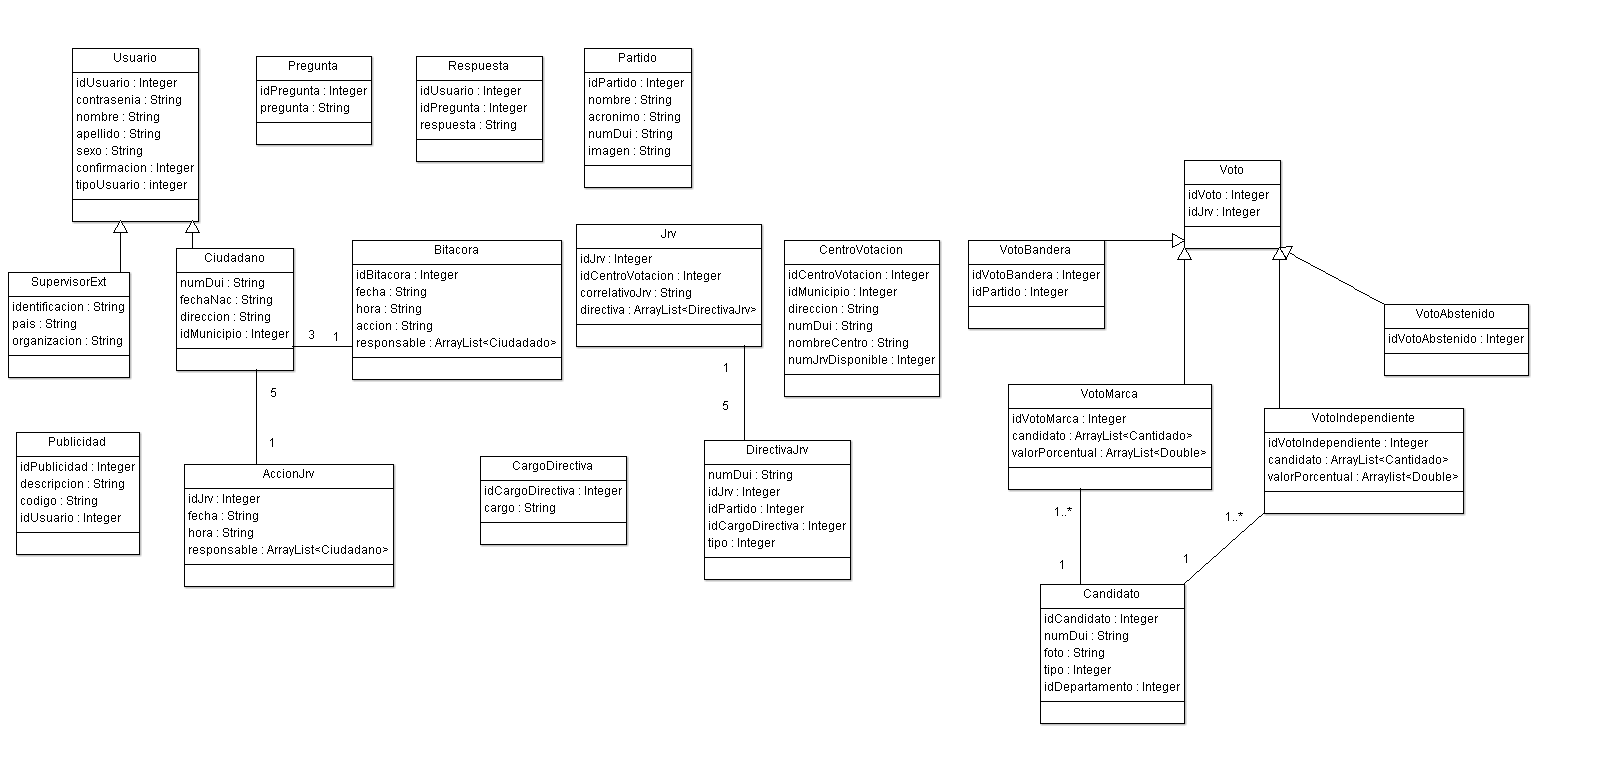 Usuario
idUsuario : Integer
contrasenia : String
nombre : String
apellido : String
sexo : String
confirmacion : Integer
tipoUsuario : integer
Pregunta
idPregunta : Integer
pregunta : String
Respuesta
idUsuario : Integer
idPregunta : Integer
respuesta : String
Partido
idPartido : Integer
nombre : String
acronimo : String
numDui : String
imagen : String
Voto
idVoto : Integer
idJrv : Integer
SupervisorExt
identificacion : String
pais : String
organizacion : String
Ciudadano
numDui : String
fechaNac : String
direccion : String
idMunicipio : Integer
3
1
Bitacora
idBitacora : Integer
fecha : String
hora : String
accion : String
responsable : ArrayList<Ciudadado>
Jrv
idJrv : Integer
idCentroVotacion : Integer
correlativoJrv : String
directiva : ArrayList<DirectivaJrv>
CentroVotacion
idCentroVotacion : Integer
idMunicipio : Integer
direccion : String
numDui : String
nombreCentro : String
numJrvDisponible : Integer
VotoBandera
idVotoBandera : Integer
idPartido : Integer
VotoAbstenido
idVotoAbstenido : Integer
5
1
1
5
VotoMarca
idVotoMarca : Integer
candidato : ArrayList<Cantidado>
valorPorcentual : ArrayList<Double>
VotoIndependiente
idVotoIndependiente : Integer
candidato : ArrayList<Cantidado>
valorPorcentual : Arraylist<Double>
Publicidad
idPublicidad : Integer
descripcion : String
codigo : String
idUsuario : Integer
AccionJrv
idJrv : Integer
fecha : String
hora : String
responsable : ArrayList<Ciudadano>
CargoDirectiva
idCargoDirectiva : Integer
cargo : String
DirectivaJrv
numDui : String
idJrv : Integer
idPartido : Integer
idCargoDirectiva : Integer
tipo : Integer
1..*
1
1..*
1
Candidato
idCandidato : Integer
numDui : String
foto : String
tipo : Integer
idDepartamento : Integer